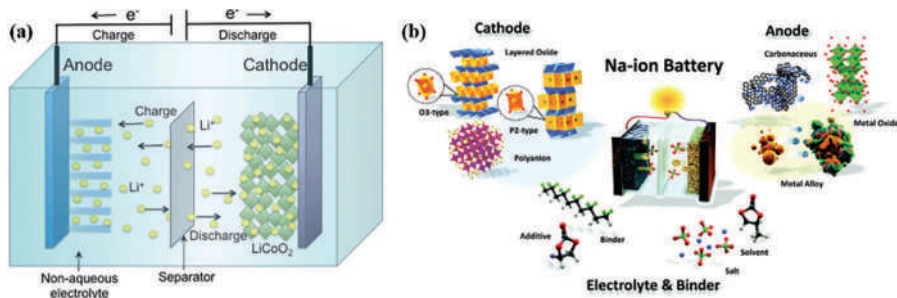 (a)
e⁻ e⁻
Charge Discharge
Anode Cathode
Charge
Li⁺
Li⁺
Discharge
LiCoO₂
Non-aqueous
electrolyte
Separator
(b)
Cathode
Layered Oxide
O3-type
P2-type
Polyanion
Na-ion Battery
Anode
Carbonaceous
Metal Oxide
Metal Alloy
Additive
Binder
Solvent
Salt
Electrolyte & Binder